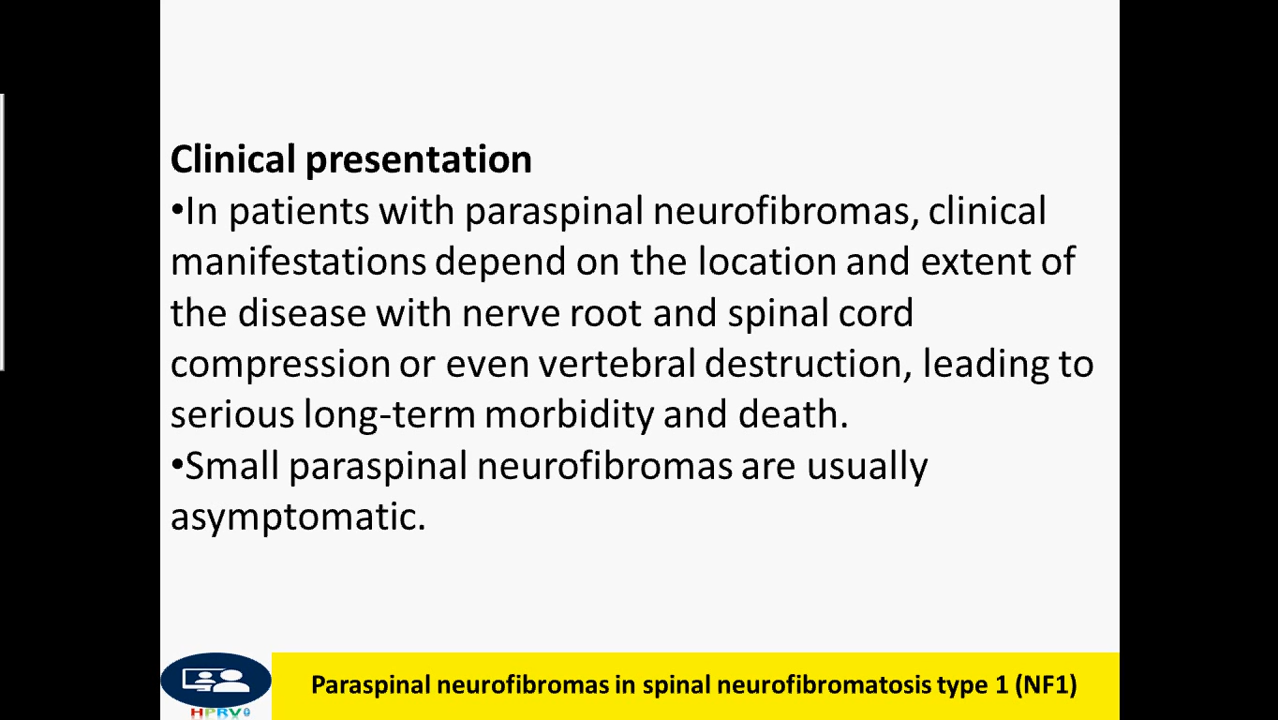 Clinical presentation
•In patients with paraspinal neurofibromas, clinical
manifestations depend on the location and extent of
the disease with nerve root and spinal cord
compression or even vertebral destruction, leading to
serious long-term morbidity and death.
•Small paraspinal neurofibromas are usually
asymptomatic.
Paraspinal neurofibromas in spinal neurofibromatosis type 1 (NF1)
HPRV